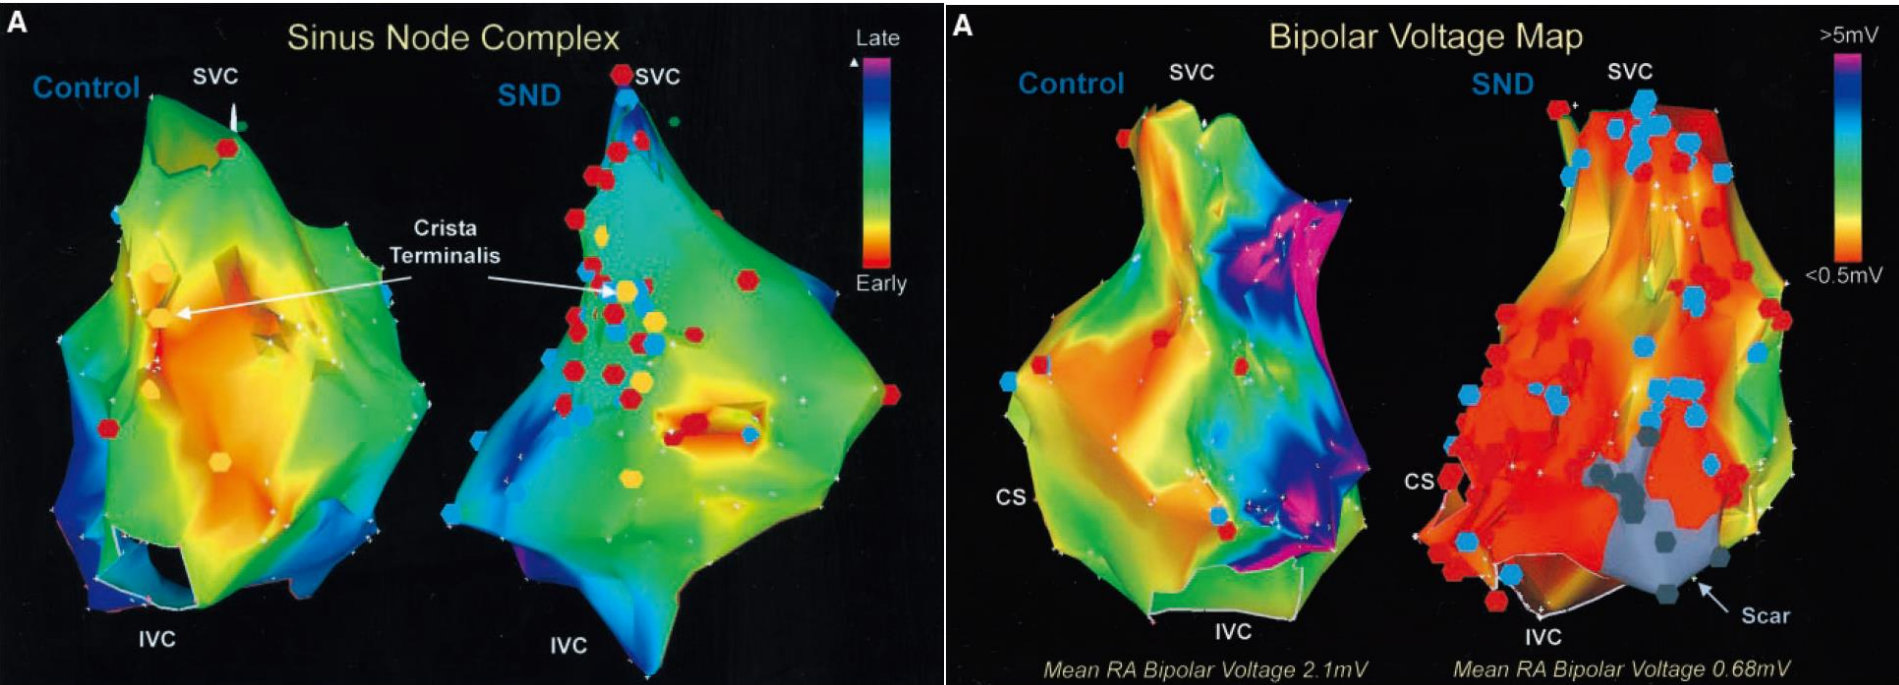 A
Sinus Node Complex
Control
SVC
SND
SVC
Late
Early
Crista
Terminalis
IVC
IVC
A
Bipolar Voltage Map
Control
SVC
SND
SVC
>5mV
<0.5mV
CS
CS
IVC
IVC
Scar
Mean RA Bipolar Voltage 2.1mV
Mean RA Bipolar Voltage 0.68mV